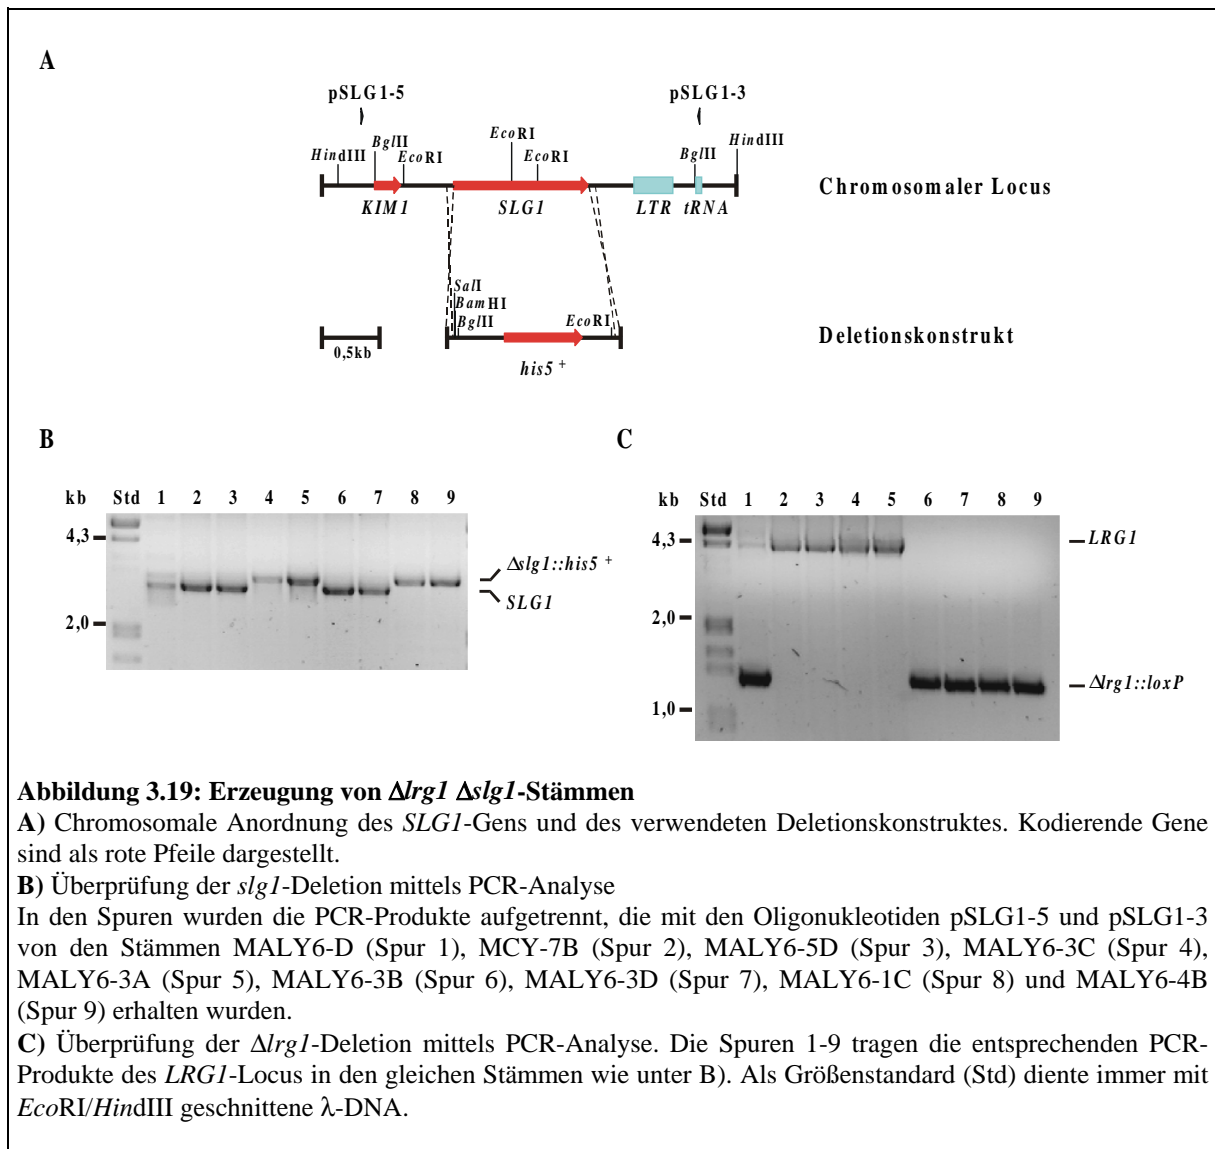 A
pSLG1-5
pSLG1-3
HindIII
BglII
EcoRI
EcoRI
EcoRI
BglII
HindIII
KIM1
SLG1
LTR
tRNA
Chromosomaler Locus
SalI
BamHI
BglII
EcoRI
0,5kb
his5 +
Deletionskonstrukt
B
kb Std 1 2 3 4 5 6 7 8 9
4,3
2,0
Δslg1::his5 +
SLG1
C
kb Std 1 2 3 4 5 6 7 8 9
4,3
2,0
1,0
LRG1
Δlrg1::loxP
Abbildung 3.19: Erzeugung von Δlrg1 Δslg1-Stämmen
A) Chromosomale Anordnung des SLG1-Gens und des verwendeten Deletionskonstruktes. Kodierende Gene
sind als rote Pfeile dargestellt.
B) Überprüfung der slg1-Deletion mittels PCR-Analyse
In den Spuren wurden die PCR-Produkte aufgetrennt, die mit den Oligonukleotiden pSLG1-5 und pSLG1-3
von den Stämmen MALY6-D (Spur 1), MCY-7B (Spur 2), MALY6-5D (Spur 3), MALY6-3C (Spur 4),
MALY6-3A (Spur 5), MALY6-3B (Spur 6), MALY6-3D (Spur 7), MALY6-1C (Spur 8) und MALY6-4B
(Spur 9) erhalten wurden.
C) Überprüfung der Δlrg1-Deletion mittels PCR-Analyse. Die Spuren 1-9 tragen die entsprechenden PCR-
Produkte des LRG1-Locus in den gleichen Stämmen wie unter B). Als Größenstandard (Std) diente immer mit
EcoRI/HindIII geschnittene λ-DNA.